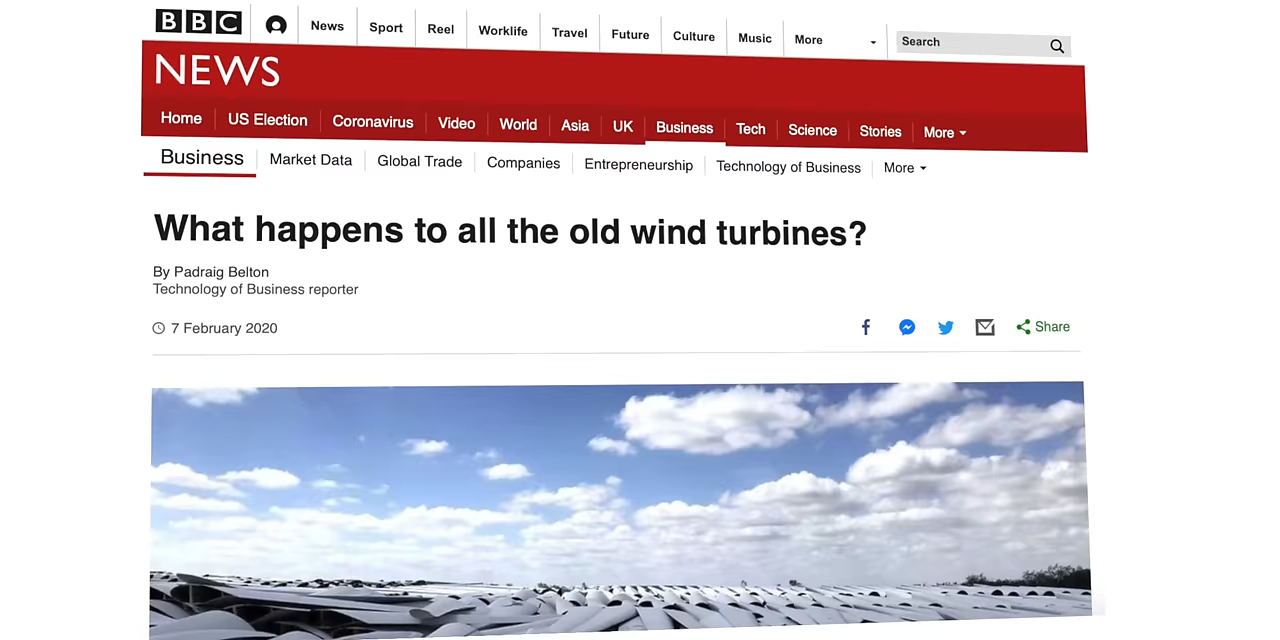 BBC News Sport Reel Worklife Travel Future Culture Music More Search
NEWS
Home US Election Coronavirus Video World Asia UK Business Tech Science Stories More
Business Market Data Global Trade Companies Entrepreneurship Technology of Business More
What happens to all the old wind turbines?
By Padraig Belton
Technology of Business reporter
7 February 2020 Share